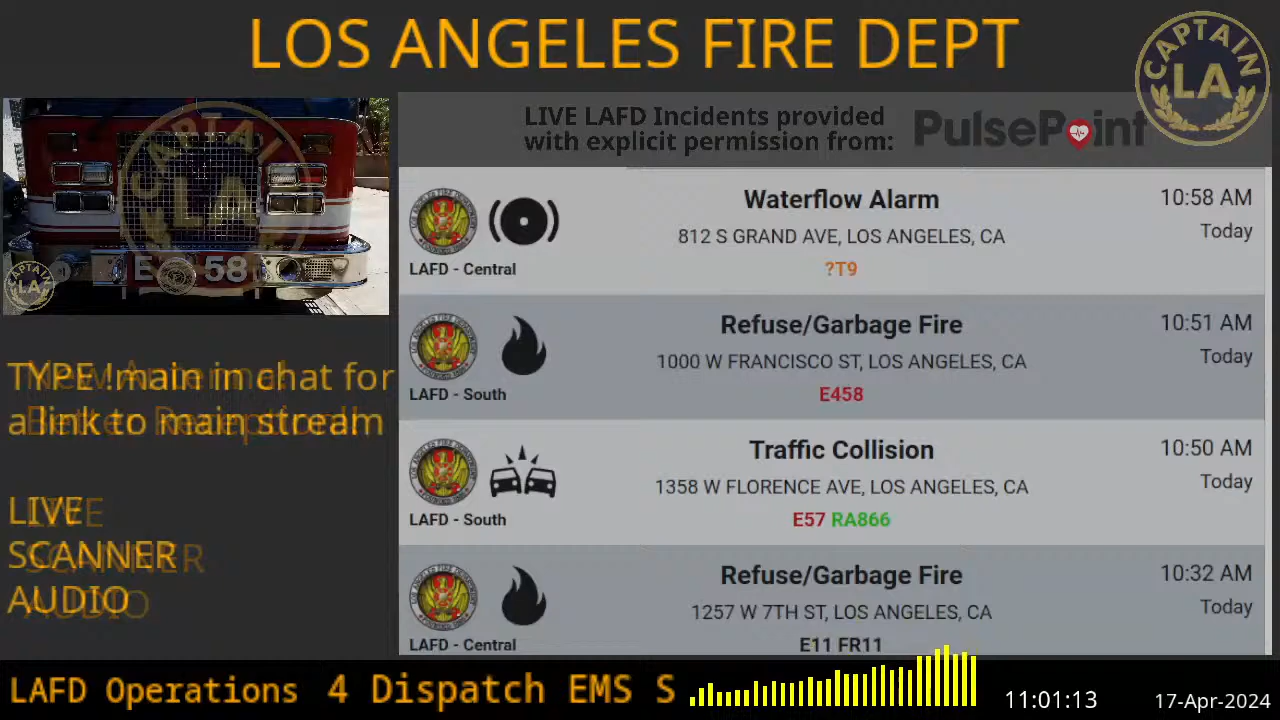 LOS ANGELES FIRE DEPT
CAPTAIN
LA
LIVE LAFD Incidents provided
with explicit permission from:
PulsePoint
CAPTAIN
LA
E 58
Waterflow Alarm
10:58 AM
812 S GRAND AVE, LOS ANGELES, CA
Today
LAFD - Central
?T9
Refuse/Garbage Fire
10:51 AM
1000 W FRANCISCO ST, LOS ANGELES, CA
Today
LAFD - South
E458
TYPE !main in chat for
a link to main stream
Traffic Collision
10:50 AM
1358 W FLORENCE AVE, LOS ANGELES, CA
Today
LAFD - South
E57 RA866
LIVE
SCANNER
AUDIO
Refuse/Garbage Fire
10:32 AM
1257 W 7TH ST, LOS ANGELES, CA
Today
LAFD - Central
E11 FR11
LAFD Operations 4 Dispatch EMS S
11:01:13
17-Apr-2024